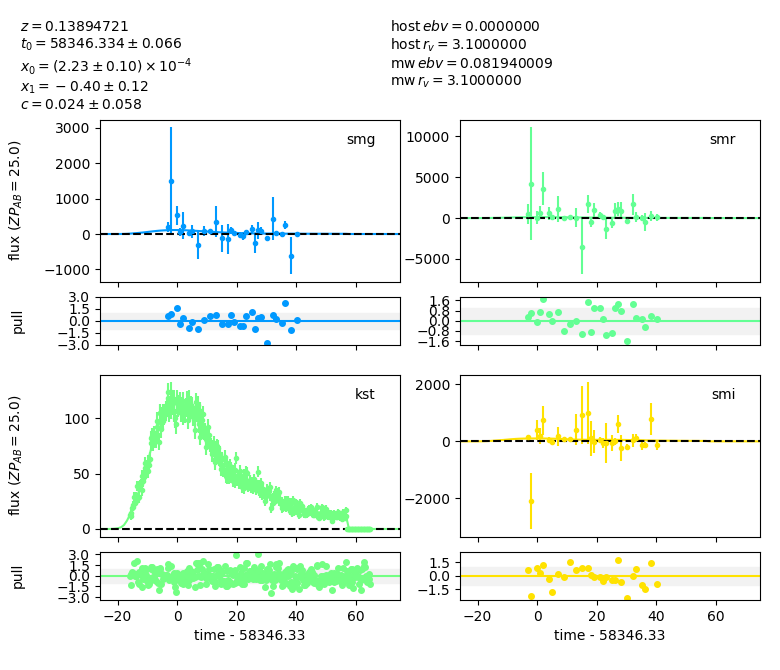 z = 0.13894721
t₀ = 58346.334 ± 0.066
x₀ = (2.23 ± 0.10) × 10⁻⁴
x₁ = −0.40 ± 0.12
c = 0.024 ± 0.058
host ebv = 0.0000000
host r_v = 3.1000000
mw ebv = 0.081940009
mw r_v = 3.1000000
flux (ZP_AB = 25.0)
3000
2000
1000
0
−1000
smg
10000
5000
0
−5000
smr
pull
3.0
1.5
0.0
−1.5
−3.0
1.6
0.8
0.0
−0.8
−1.6
flux (ZP_AB = 25.0)
100
50
0
kst
2000
0
−2000
smi
pull
3.0
1.5
0.0
−1.5
−3.0
1.5
0.0
−1.5
−20 0 20 40 60
−20 0 20 40 60
time - 58346.33
time - 58346.33